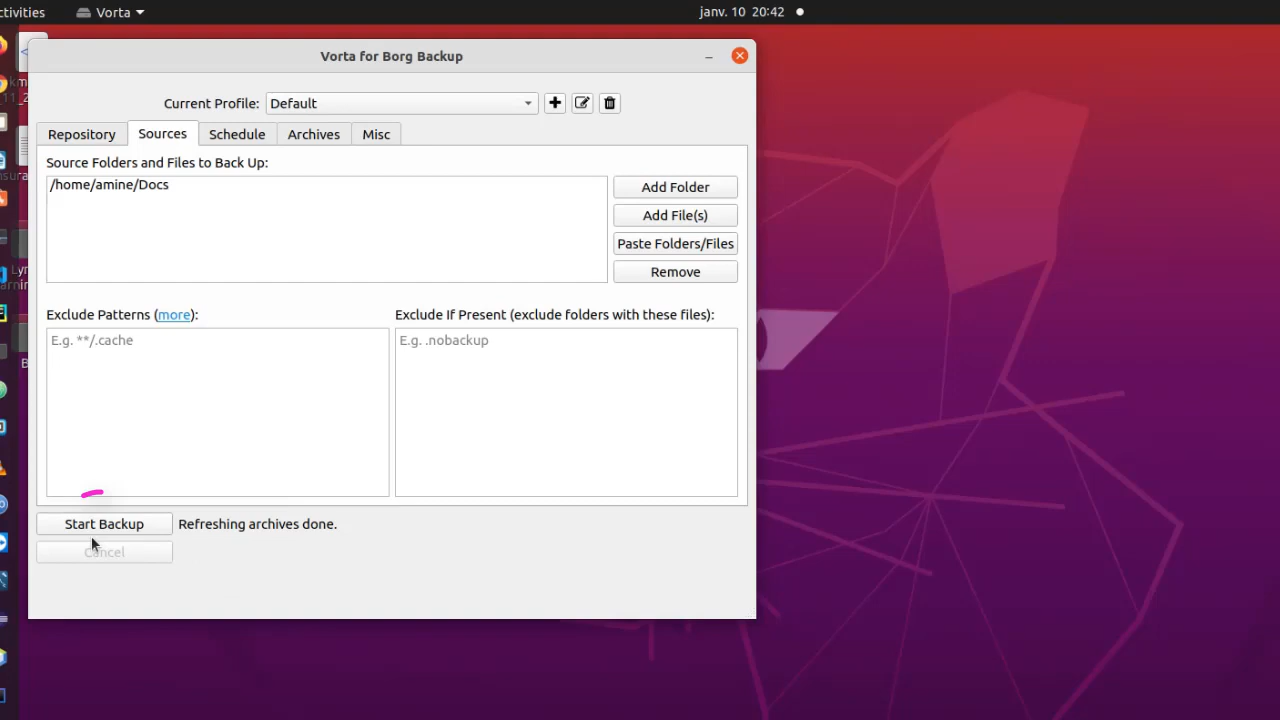 ctivities
Vorta
janv. 10 20:42
Vorta for Borg Backup
Current Profile:
Default
Repository
Sources
Schedule
Archives
Misc
Source Folders and Files to Back Up:
/home/amine/Docs
Add Folder
Add File(s)
Paste Folders/Files
Remove
Exclude Patterns (more):
Exclude If Present (exclude folders with these files):
E.g. **/.cache
E.g. .nobackup
Start Backup
Refreshing archives done.
Cancel